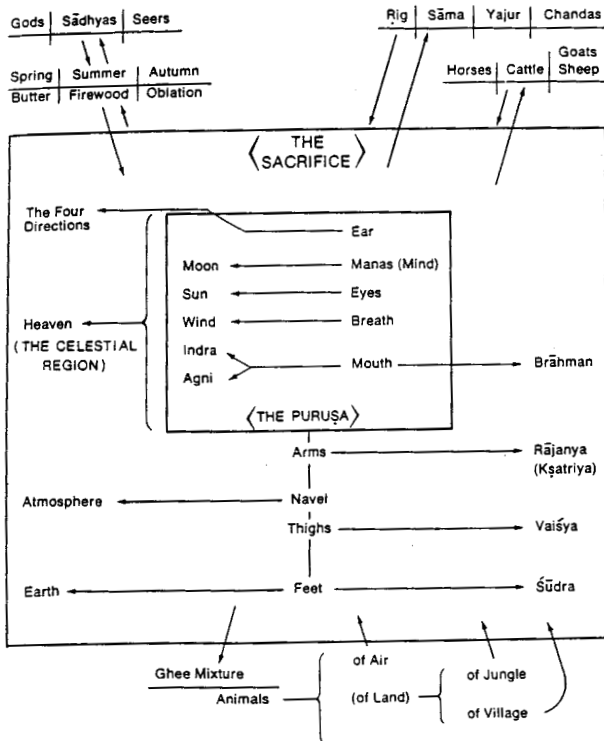 Gods Sādhyas Seers
Ṛig Sāma Yajur Chandas
Spring Summer Autumn
Butter Firewood Oblation
Horses Cattle Goats
Sheep
⟨THE
SACRIFICE⟩
The Four
Directions
Ear
Moon Manas (Mind)
Sun Eyes
Heaven
(THE CELESTIAL
REGION)
Wind Breath
Indra
Agni
Mouth Brāhman
⟨THE PURUṢA⟩
Arms Rājanya
(Kṣatriya)
Atmosphere Navel
Thighs Vaiśya
Earth Feet Śūdra
Ghee Mixture
Animals
of Air
(of Land)
of Jungle
of Village